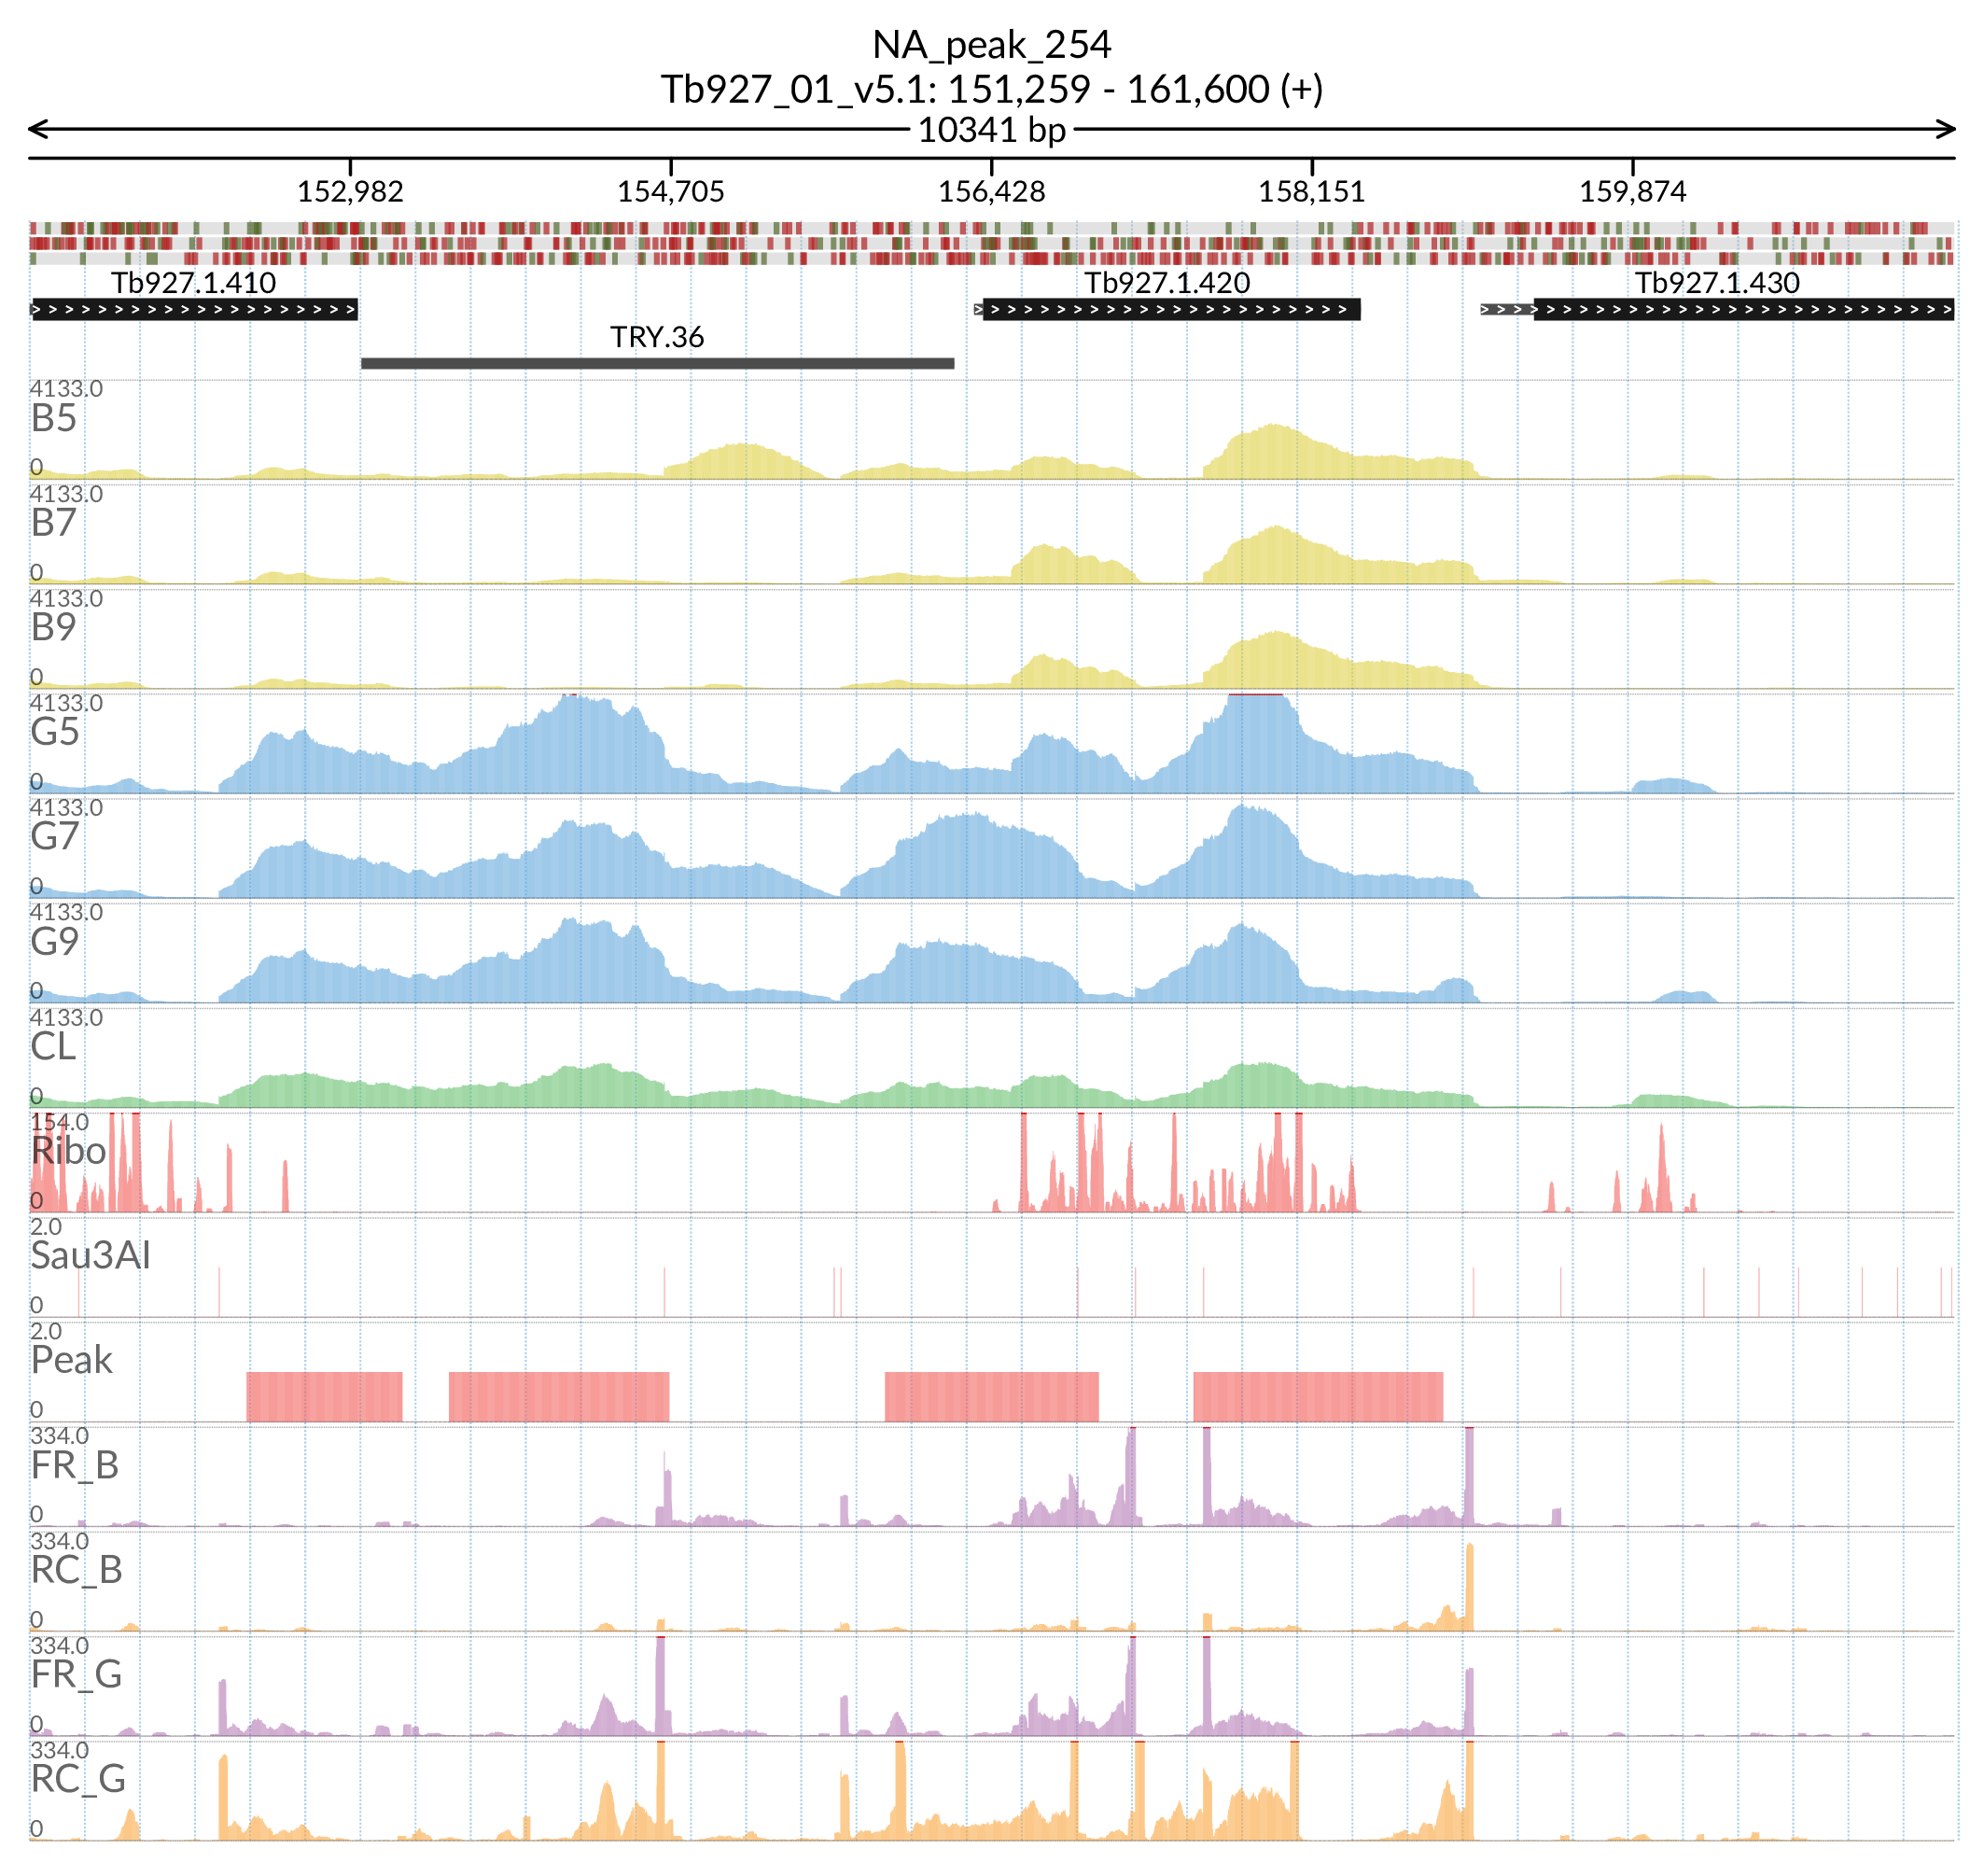 NA_peak_254
Tb927_01_v5.1: 151,259 - 161,600 (+)
10341 bp
152,982 154,705 156,428 158,151 159,874
Tb927.1.410 Tb927.1.420 Tb927.1.430
TRY.36
4133.0
B5
0
4133.0
B7
0
4133.0
B9
0
4133.0
G5
0
4133.0
G7
0
4133.0
G9
0
4133.0
CL
0
154.0
Ribo
0
2.0
Sau3AI
0
2.0
Peak
0
334.0
FR_B
0
334.0
RC_B
0
334.0
FR_G
0
334.0
RC_G
0